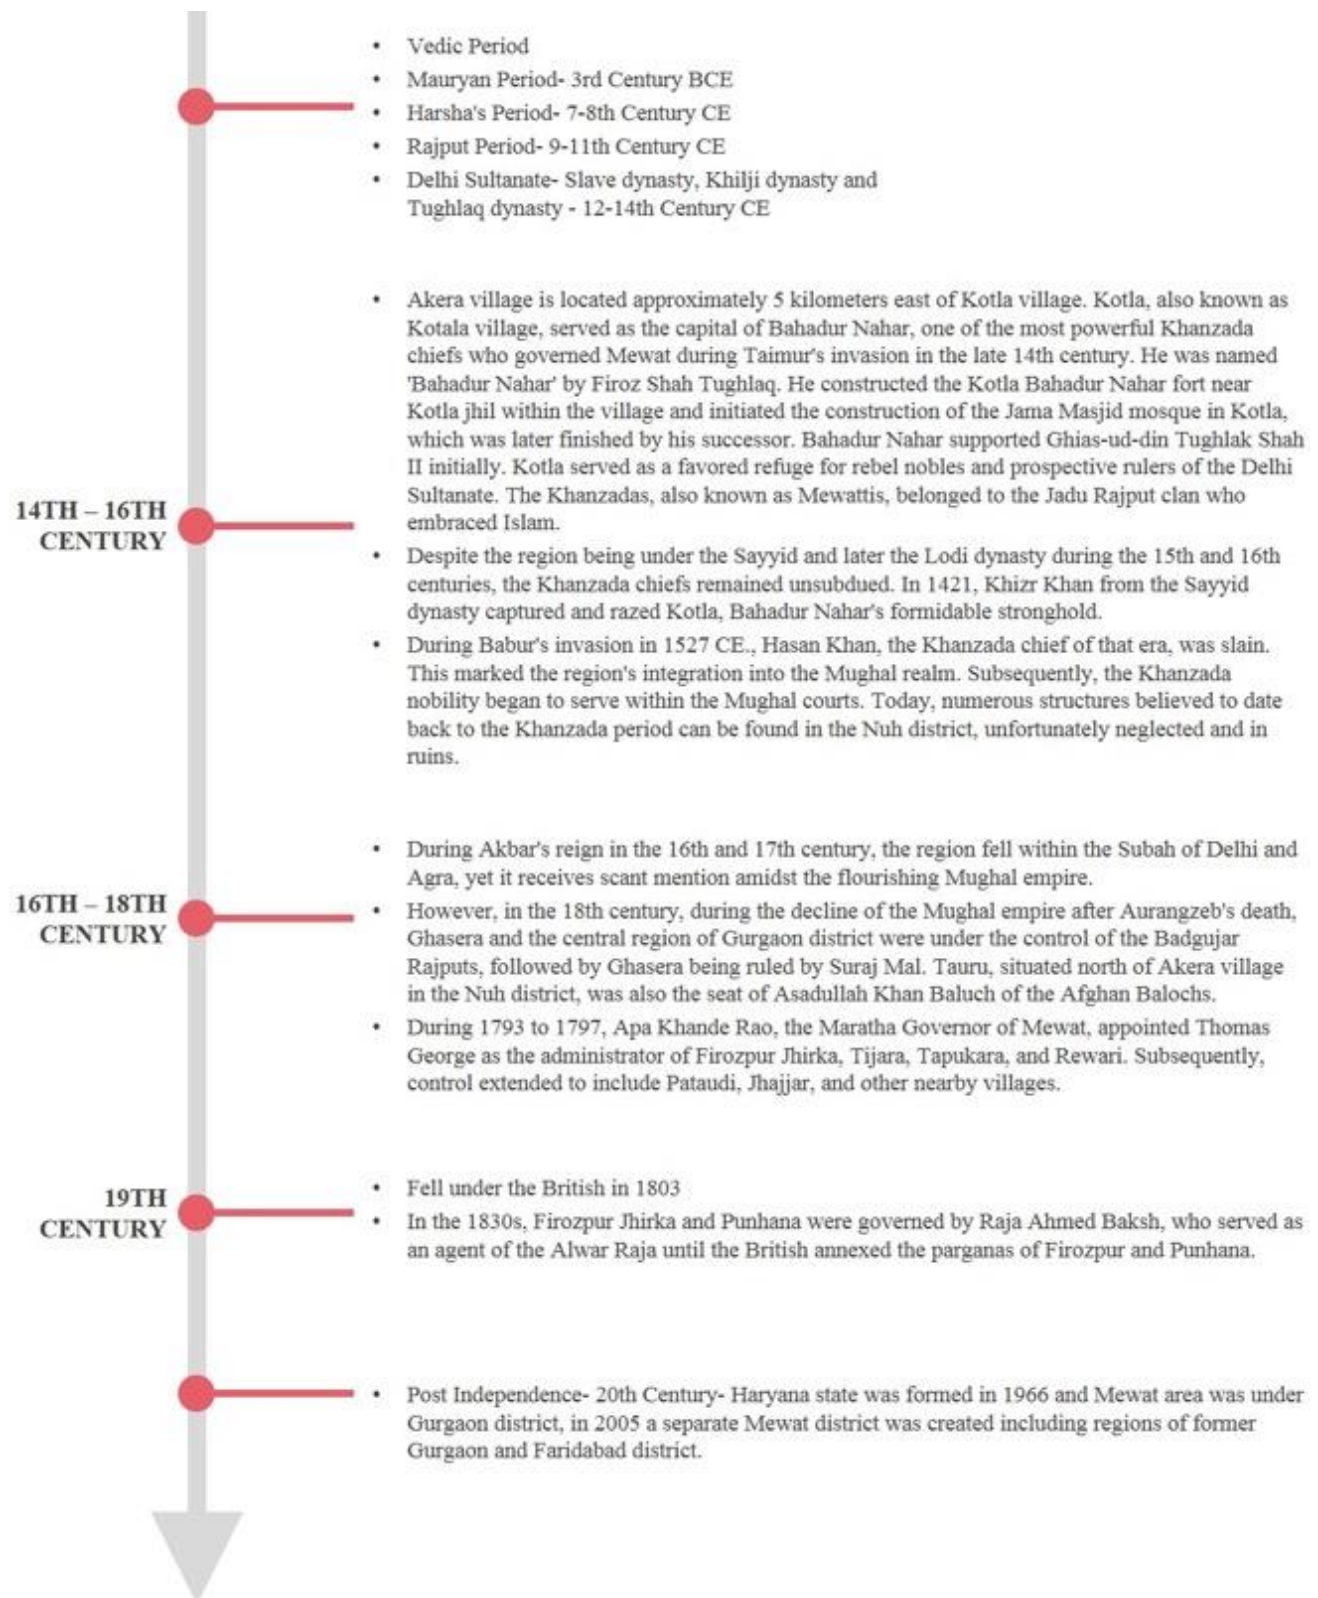 • Vedic Period
• Mauryan Period- 3rd Century BCE
• Harsha's Period- 7-8th Century CE
• Rajput Period- 9-11th Century CE
• Delhi Sultanate- Slave dynasty, Khilji dynasty and
Tughlaq dynasty - 12-14th Century CE
14TH – 16TH
CENTURY
• Akera village is located approximately 5 kilometers east of Kotla village. Kotla, also known as
Kotala village, served as the capital of Bahadur Nahar, one of the most powerful Khanzada
chiefs who governed Mewat during Taimur's invasion in the late 14th century. He was named
'Bahadur Nahar' by Firoz Shah Tughlaq. He constructed the Kotla Bahadur Nahar fort near
Kotla jhil within the village and initiated the construction of the Jama Masjid mosque in Kotla,
which was later finished by his successor. Bahadur Nahar supported Ghias-ud-din Tughlak Shah
II initially. Kotla served as a favored refuge for rebel nobles and prospective rulers of the Delhi
Sultanate. The Khanzadas, also known as Mewattis, belonged to the Jadu Rajput clan who
embraced Islam.
• Despite the region being under the Sayyid and later the Lodi dynasty during the 15th and 16th
centuries, the Khanzada chiefs remained unsubdued. In 1421, Khizr Khan from the Sayyid
dynasty captured and razed Kotla, Bahadur Nahar's formidable stronghold.
• During Babur's invasion in 1527 CE., Hasan Khan, the Khanzada chief of that era, was slain.
This marked the region's integration into the Mughal realm. Subsequently, the Khanzada
nobility began to serve within the Mughal courts. Today, numerous structures believed to date
back to the Khanzada period can be found in the Nuh district, unfortunately neglected and in
ruins.
16TH – 18TH
CENTURY
• During Akbar's reign in the 16th and 17th century, the region fell within the Subah of Delhi and
Agra, yet it receives scant mention amidst the flourishing Mughal empire.
• However, in the 18th century, during the decline of the Mughal empire after Aurangzeb's death,
Ghasera and the central region of Gurgaon district were under the control of the Badgujar
Rajputs, followed by Ghasera being ruled by Suraj Mal. Tauru, situated north of Akera village
in the Nuh district, was also the seat of Asadullah Khan Baluch of the Afghan Balochs.
• During 1793 to 1797, Apa Khande Rao, the Maratha Governor of Mewat, appointed Thomas
George as the administrator of Firozpur Jhirka, Tijara, Tapukara, and Rewari. Subsequently,
control extended to include Pataudi, Jhajjar, and other nearby villages.
19TH
CENTURY
• Fell under the British in 1803
• In the 1830s, Firozpur Jhirka and Punhana were governed by Raja Ahmed Baksh, who served as
an agent of the Alwar Raja until the British annexed the parganas of Firozpur and Punhana.
• Post Independence- 20th Century- Haryana state was formed in 1966 and Mewat area was under
Gurgaon district, in 2005 a separate Mewat district was created including regions of former
Gurgaon and Faridabad district.